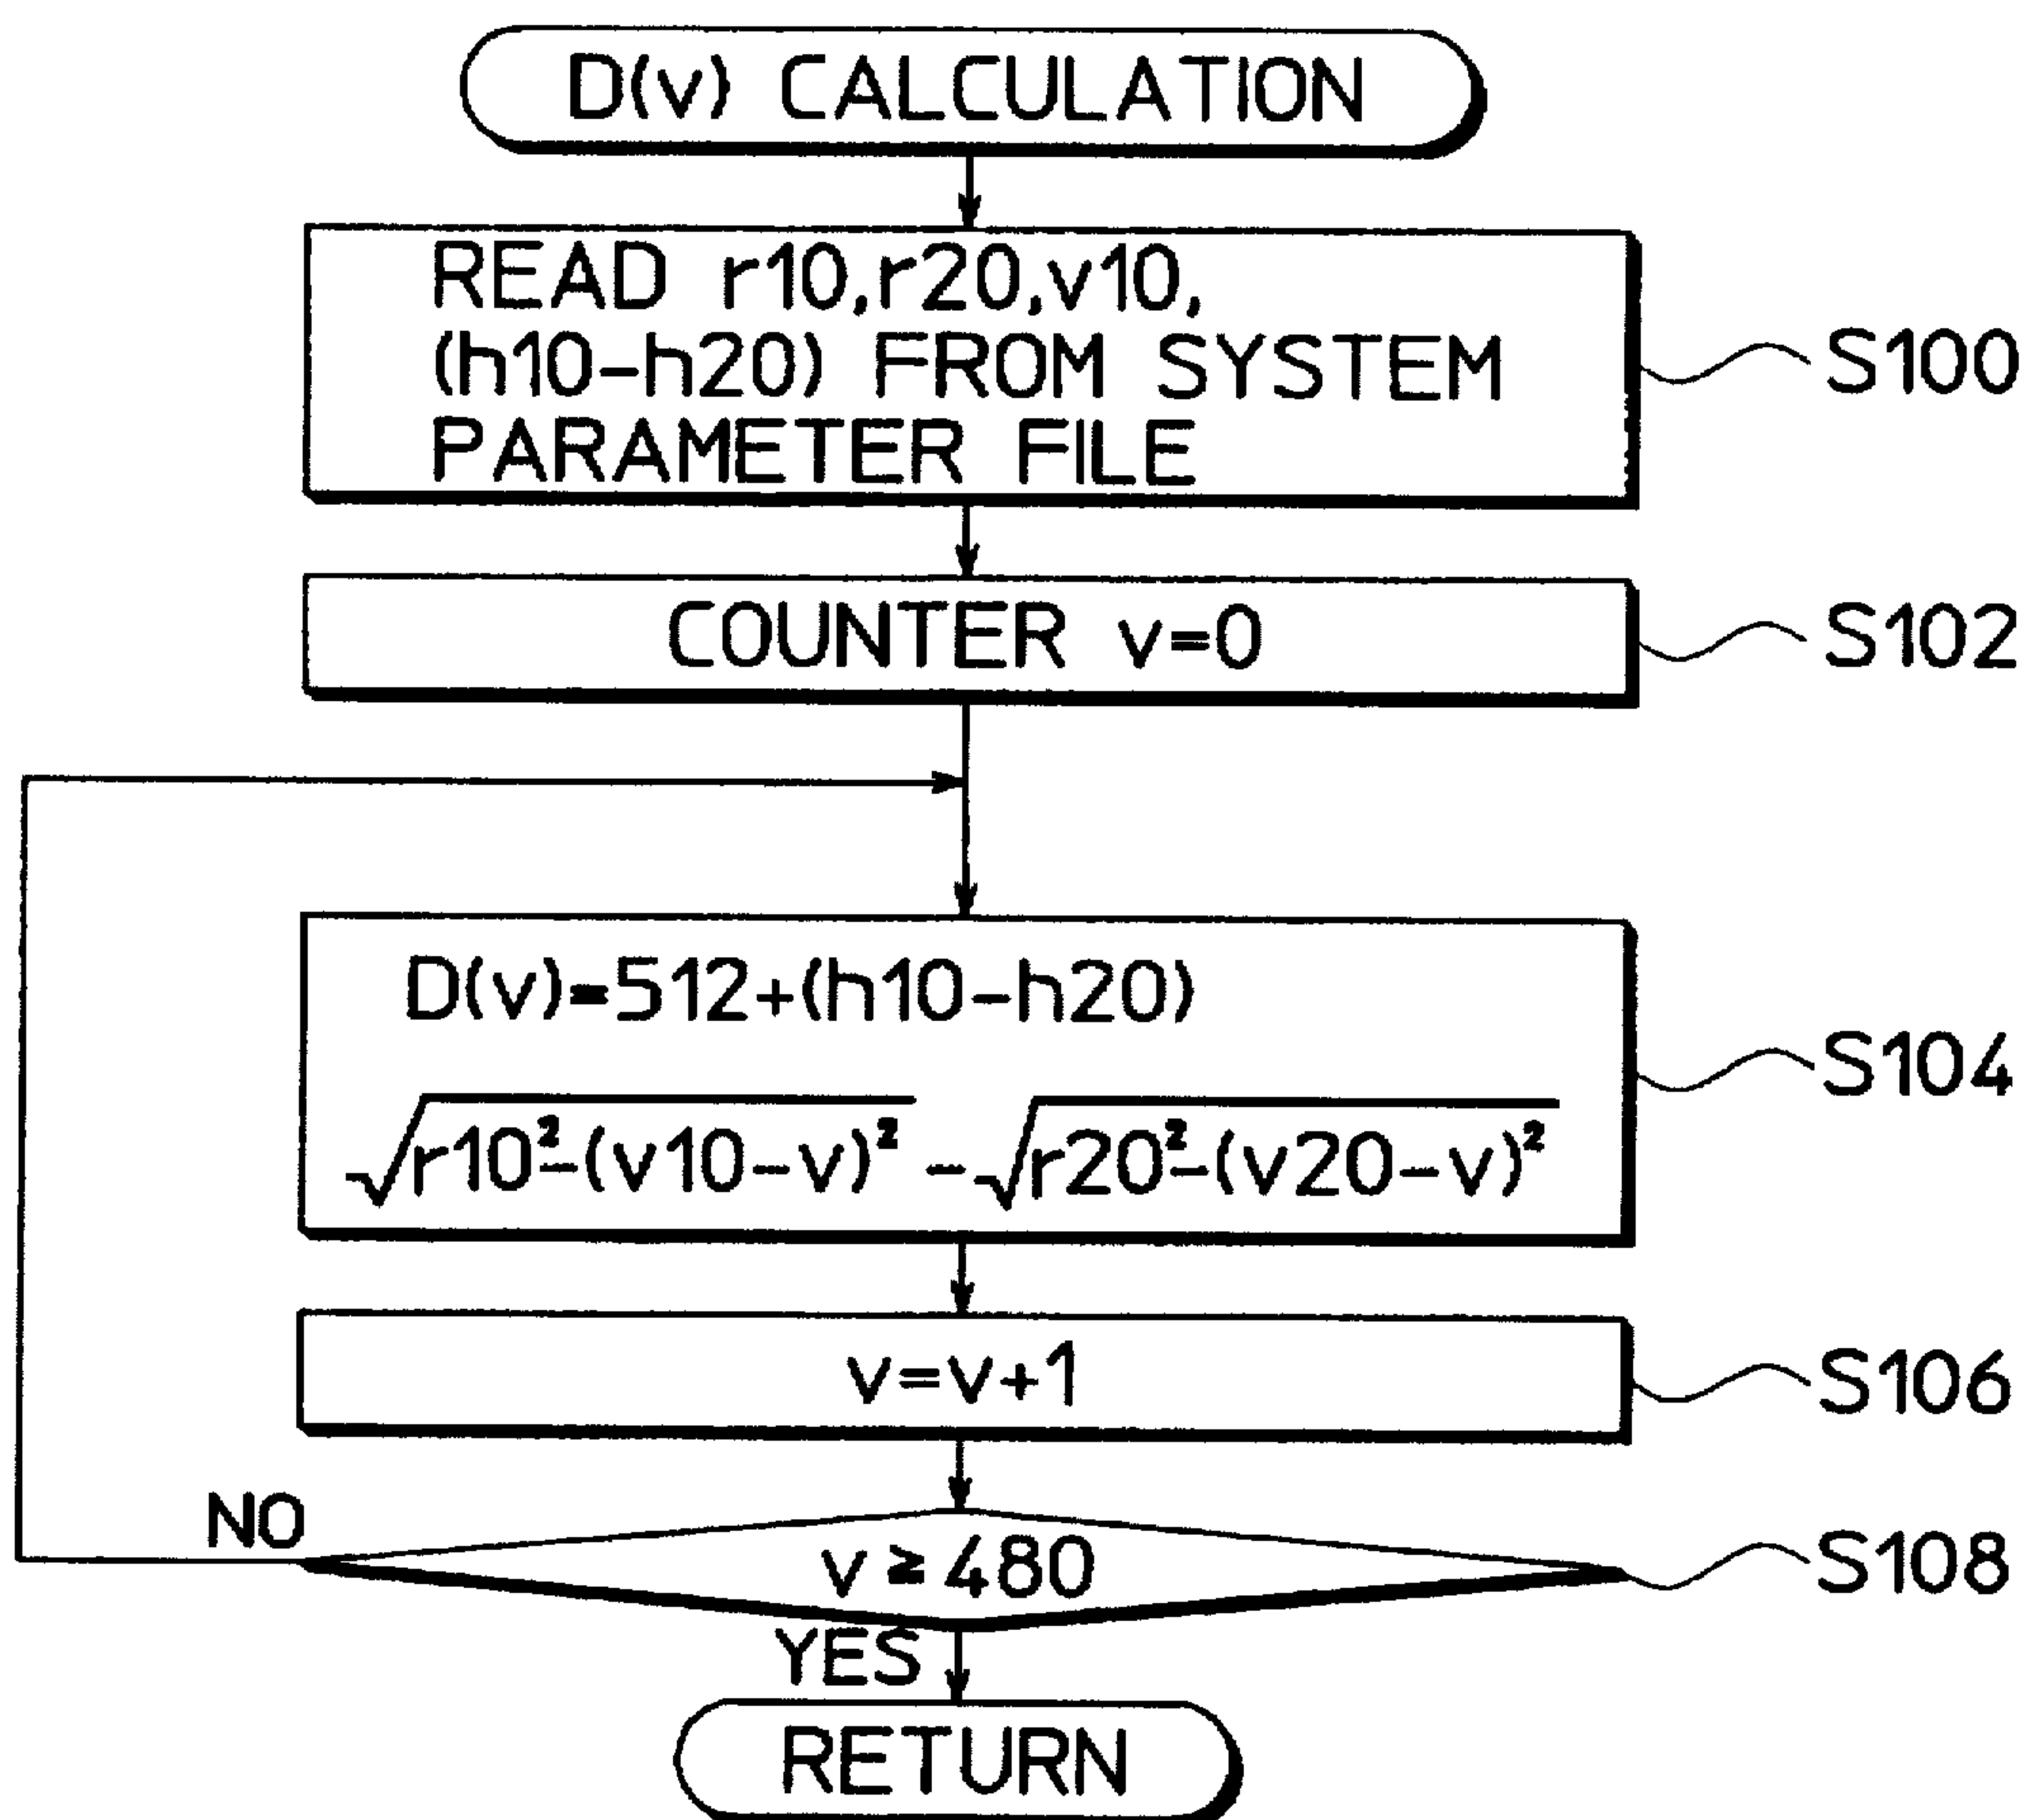 D(v) CALCULATION
READ r10,r20,v10,
(h10-h20) FROM SYSTEM
PARAMETER FILE
S100
COUNTER v=0
S102
D(v)=512+(h10-h20)
√r10²-(v10-v)² -√r20²-(v20-v)²
S104
v=v+1
S106
NO
v≥480
S108
YES
RETURN